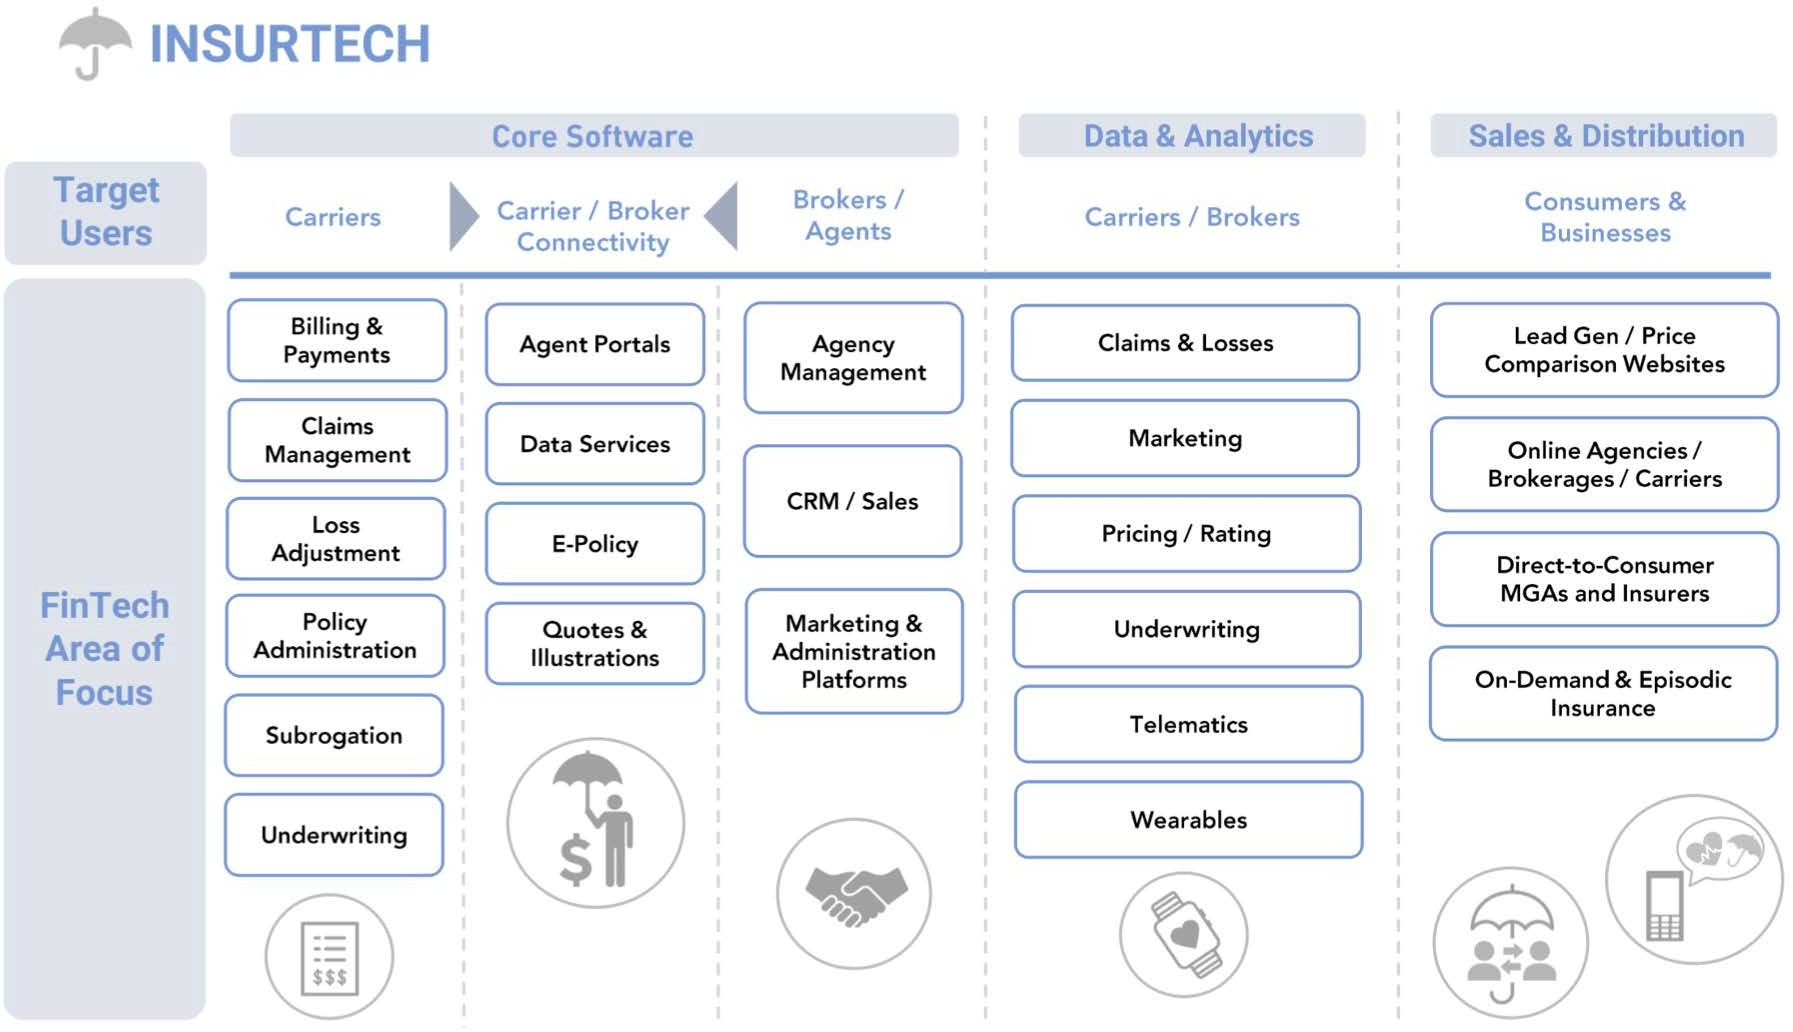 INSURTECH
Core Software
Data & Analytics
Sales & Distribution
Target
Users
Carriers
Carrier / Broker
Connectivity
Brokers /
Agents
Carriers / Brokers
Consumers &
Businesses
FinTech
Area of
Focus
Billing &
Payments
Claims
Management
Loss
Adjustment
Policy
Administration
Subrogation
Underwriting
$$$
Agent Portals
Data Services
E-Policy
Quotes &
Illustrations
$
Agency
Management
CRM / Sales
Marketing &
Administration
Platforms
Claims & Losses
Marketing
Pricing / Rating
Underwriting
Telematics
Wearables
Lead Gen / Price
Comparison Websites
Online Agencies /
Brokerages / Carriers
Direct-to-Consumer
MGAs and Insurers
On-Demand & Episodic
Insurance